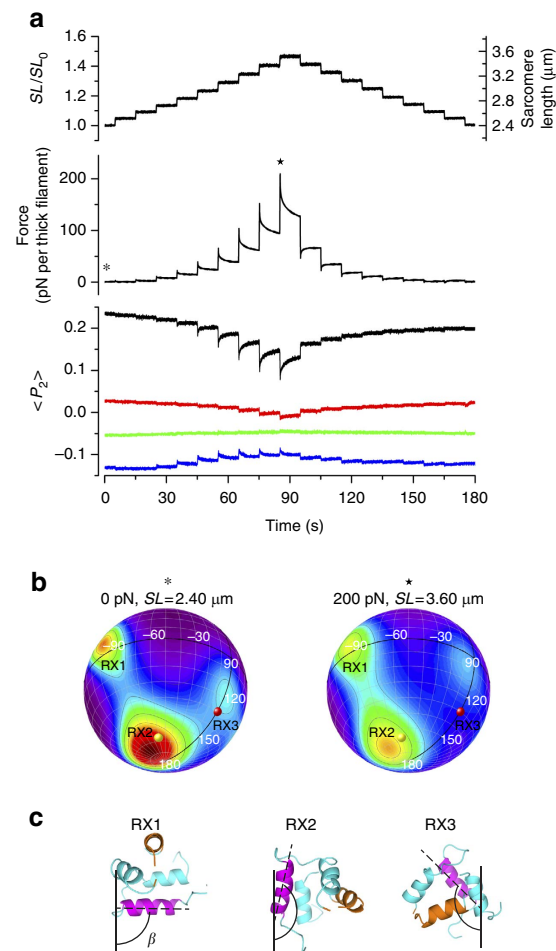 a
1.6
1.4
1.2
1.0
SL/SL0
3.6
3.2
2.8
2.4
Sarcomere
length (μm)
200
100
0
Force
(pN per thick filament)
*
★
0.2
0.1
0.0
−0.1
< P2>
0 30 60 90 120 150 180
Time (s)
b
* ★
0 pN, SL=2.40 μm 200 pN, SL=3.60 μm
−90 −60 −30 90 120 150 180
RX1 RX2 RX3
−90 −60 −30 90 120 150 180
RX1 RX2 RX3
c
RX1 RX2 RX3
β